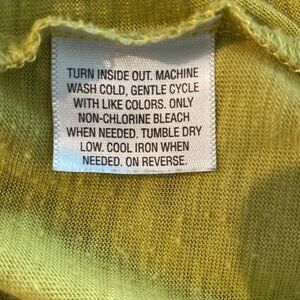 TURN INSIDE OUT. MACHINE
WASH COLD, GENTLE CYCLE
WITH LIKE COLORS. ONLY
NON-CHLORINE BLEACH
WHEN NEEDED. TUMBLE DRY
LOW. COOL IRON WHEN
NEEDED. ON REVERSE.